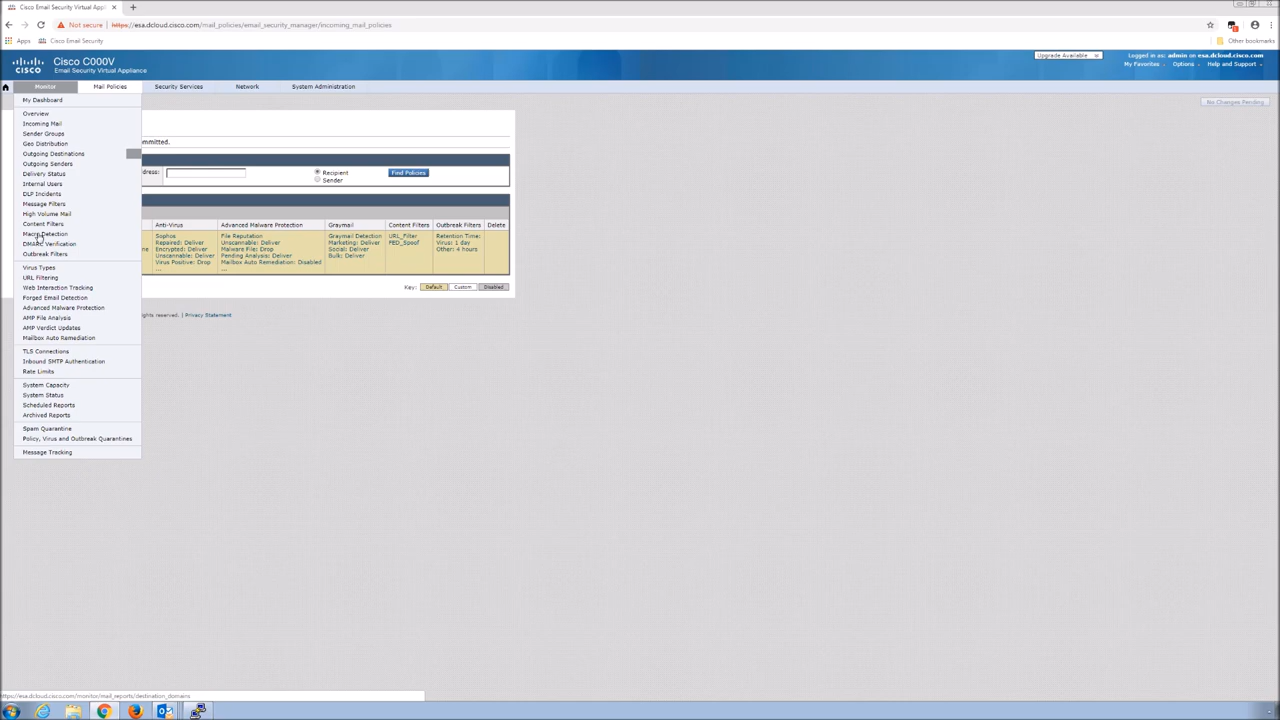 Cisco Email Security Virtual App
Not secure
https://esa.dcloud.cisco.com/mail_policies/email_security_manager/incoming_mail_policies
Apps
Cisco Email Security
Other bookmarks
CISCO
Cisco C000V
Email Security Virtual Appliance
Upgrade Available
Logged in as: admin on esa.dcloud.cisco.com
My Favorites
Options
Help and Support
Monitor
Mail Policies
Security Services
Network
System Administration
No Changes Pending
My Dashboard
Overview
Incoming Mail
Sender Groups
Geo Distribution
Outgoing Destinations
Outgoing Senders
Delivery Status
Internal Users
DLP Incidents
Message Filters
High Volume Mail
Content Filters
Macro Detection
DMARC Verification
Outbreak Filters
Virus Types
URL Filtering
Web Interaction Tracking
Forged Email Detection
Advanced Malware Protection
AMP File Analysis
AMP Verdict Updates
Mailbox Auto Remediation
TLS Connections
Inbound SMTP Authentication
Rate Limits
System Capacity
System Status
Scheduled Reports
Archived Reports
Spam Quarantine
Policy, Virus and Outbreak Quarantines
Message Tracking
mmitted.
dress:
Recipient
Sender
Find Policies
Anti-Virus
Advanced Malware Protection
Graymail
Content Filters
Outbreak Filters
Delete
ne
Sophos
Repaired: Deliver
Encrypted: Deliver
Unscannable: Deliver
Virus Positive: Drop
...
File Reputation
Unscannable: Deliver
Malware File: Drop
Pending Analysis: Deliver
Mailbox Auto Remediation: Disabled
...
Graymail Detection
Marketing: Deliver
Social: Deliver
Bulk: Deliver
URL_Filter
FED_Spoof
Retention Time:
Virus: 1 day
Other: 4 hours
Key:
Default
Custom
Disabled
ghts reserved. | Privacy Statement
https://esa.dcloud.cisco.com/monitor/mail_reports/destination_domains